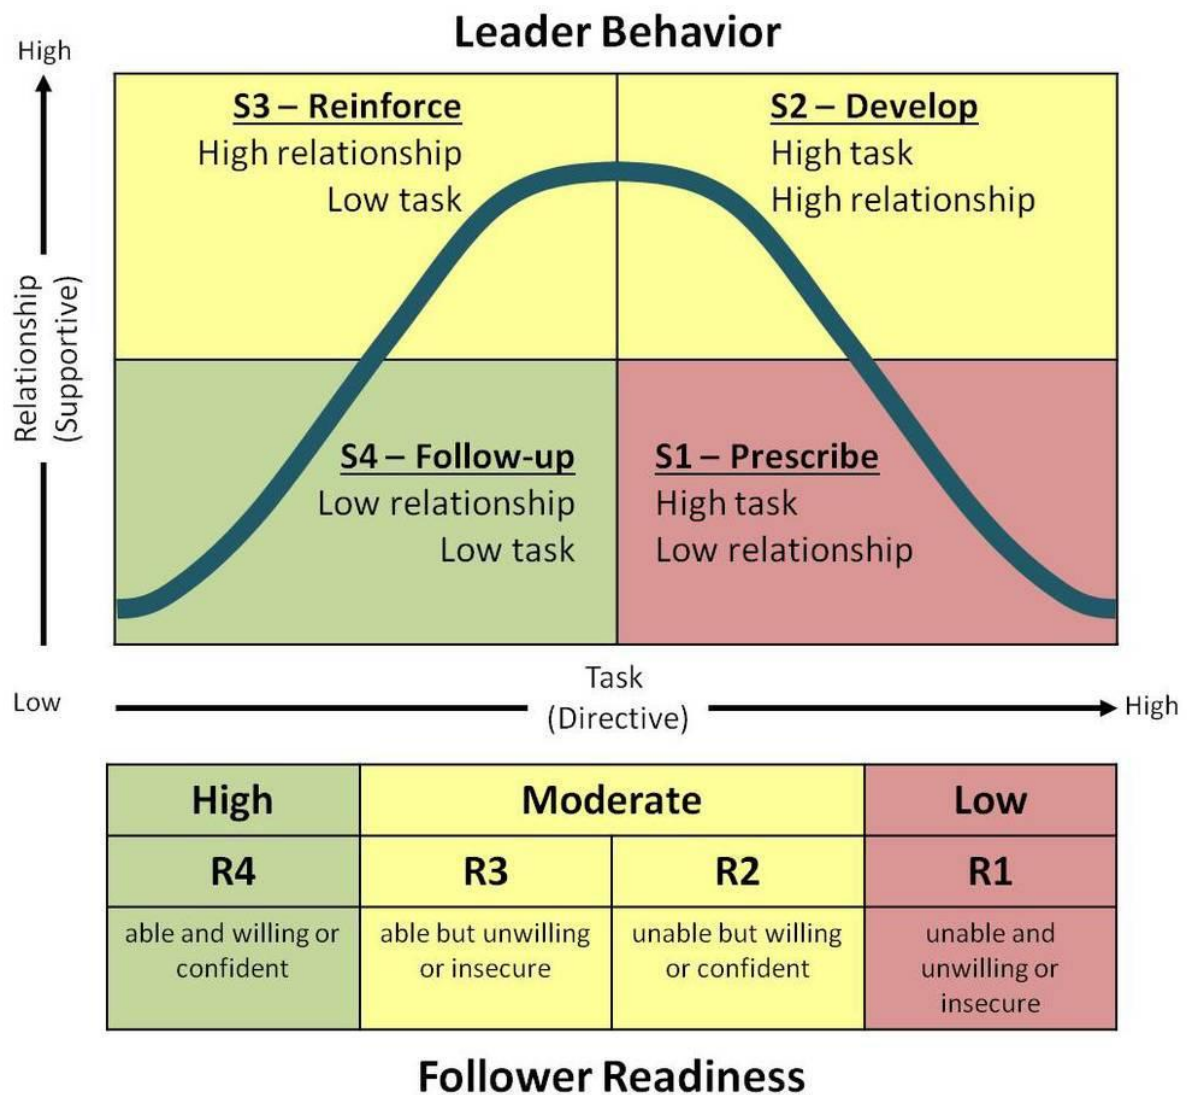 Leader Behavior
High
S3 – Reinforce
High relationship
Low task
S2 – Develop
High task
High relationship
Relationship
(Supportive)
S4 – Follow-up
Low relationship
Low task
S1 – Prescribe
High task
Low relationship
Low
Task
(Directive)
High
High
Moderate
Low
R4
R3
R2
R1
able and willing or
confident
able but unwilling
or insecure
unable but willing
or confident
unable and
unwilling or
insecure
Follower Readiness